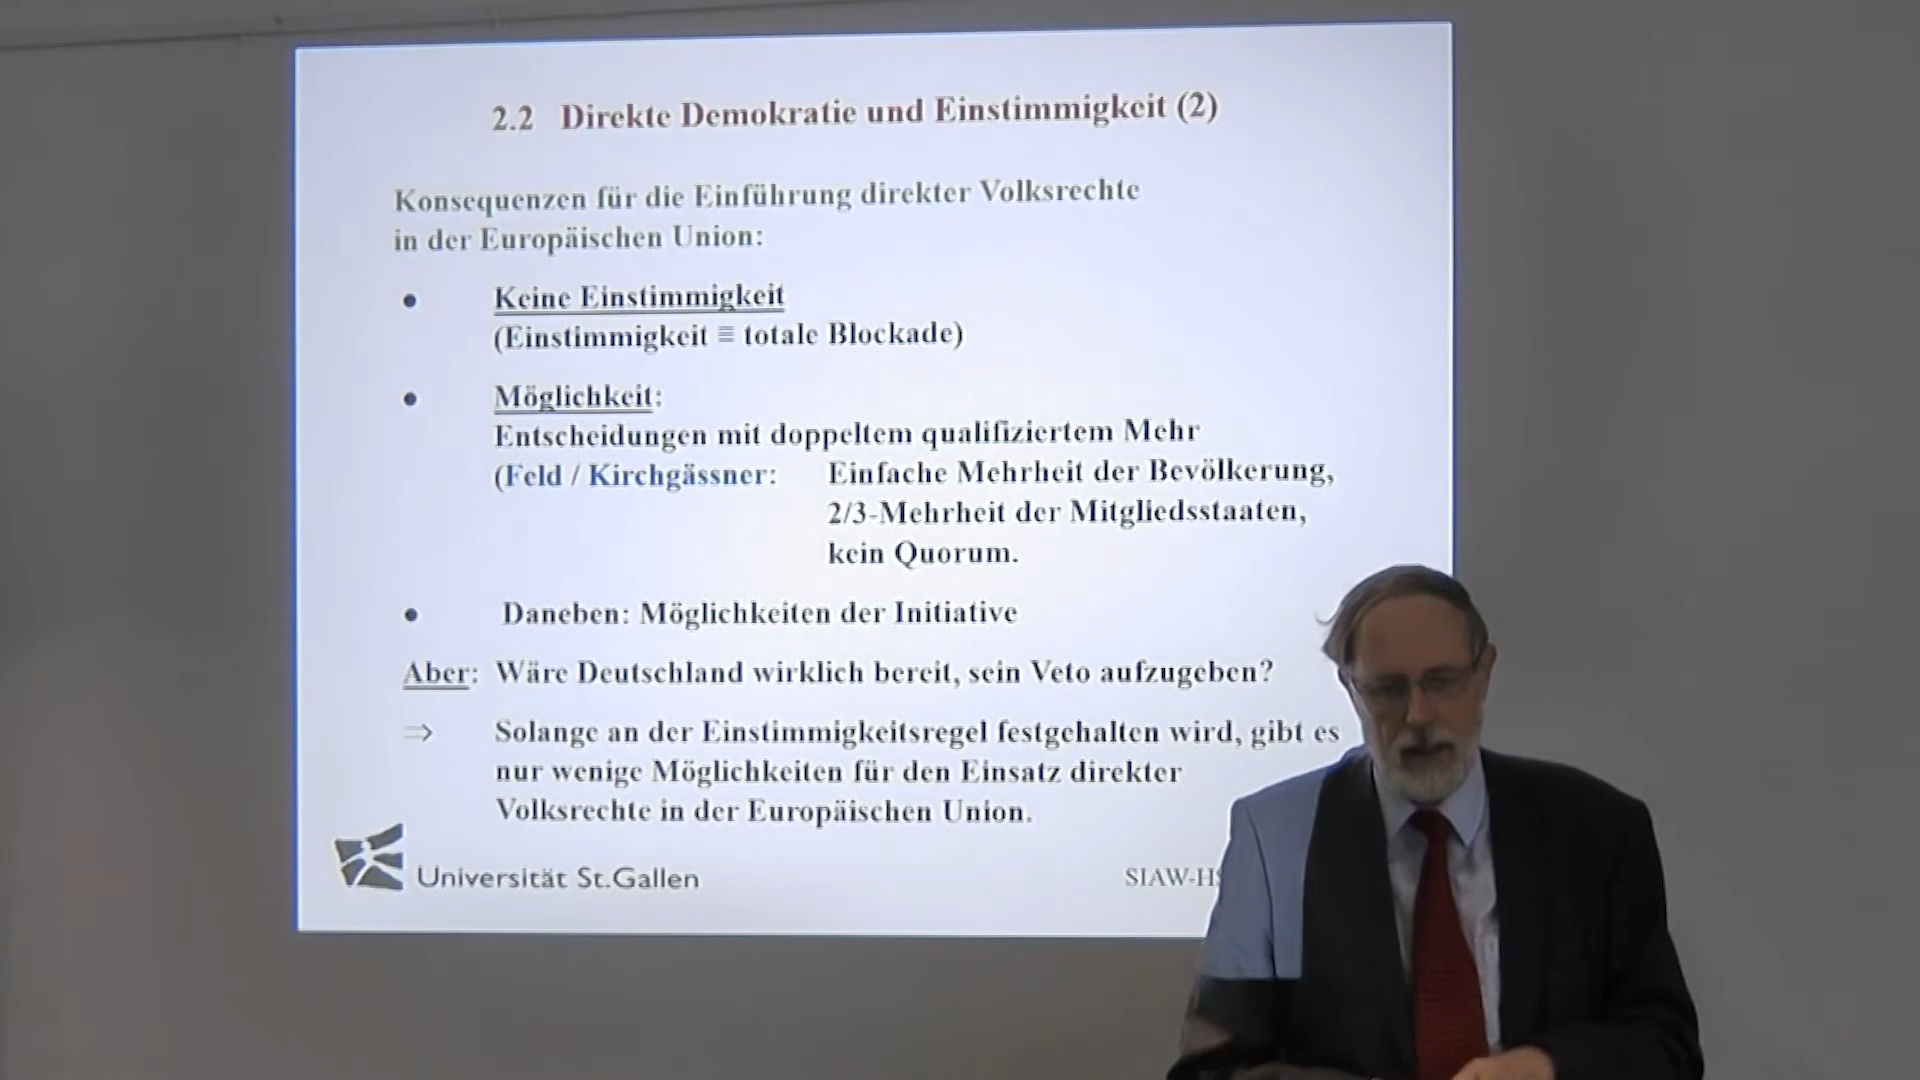 2.2 Direkte Demokratie und Einstimmigkeit (2)
Konsequenzen für die Einführung direkter Volksrechte
in der Europäischen Union:
• Keine Einstimmigkeit
(Einstimmigkeit ≡ totale Blockade)
• Möglichkeit:
Entscheidungen mit doppeltem qualifiziertem Mehr
(Feld / Kirchgässner: Einfache Mehrheit der Bevölkerung,
2/3-Mehrheit der Mitgliedsstaaten,
kein Quorum.
• Daneben: Möglichkeiten der Initiative
Aber: Wäre Deutschland wirklich bereit, sein Veto aufzugeben?
⇒ Solange an der Einstimmigkeitsregel festgehalten wird, gibt es
nur wenige Möglichkeiten für den Einsatz direkter
Volksrechte in der Europäischen Union.
Universität St.Gallen